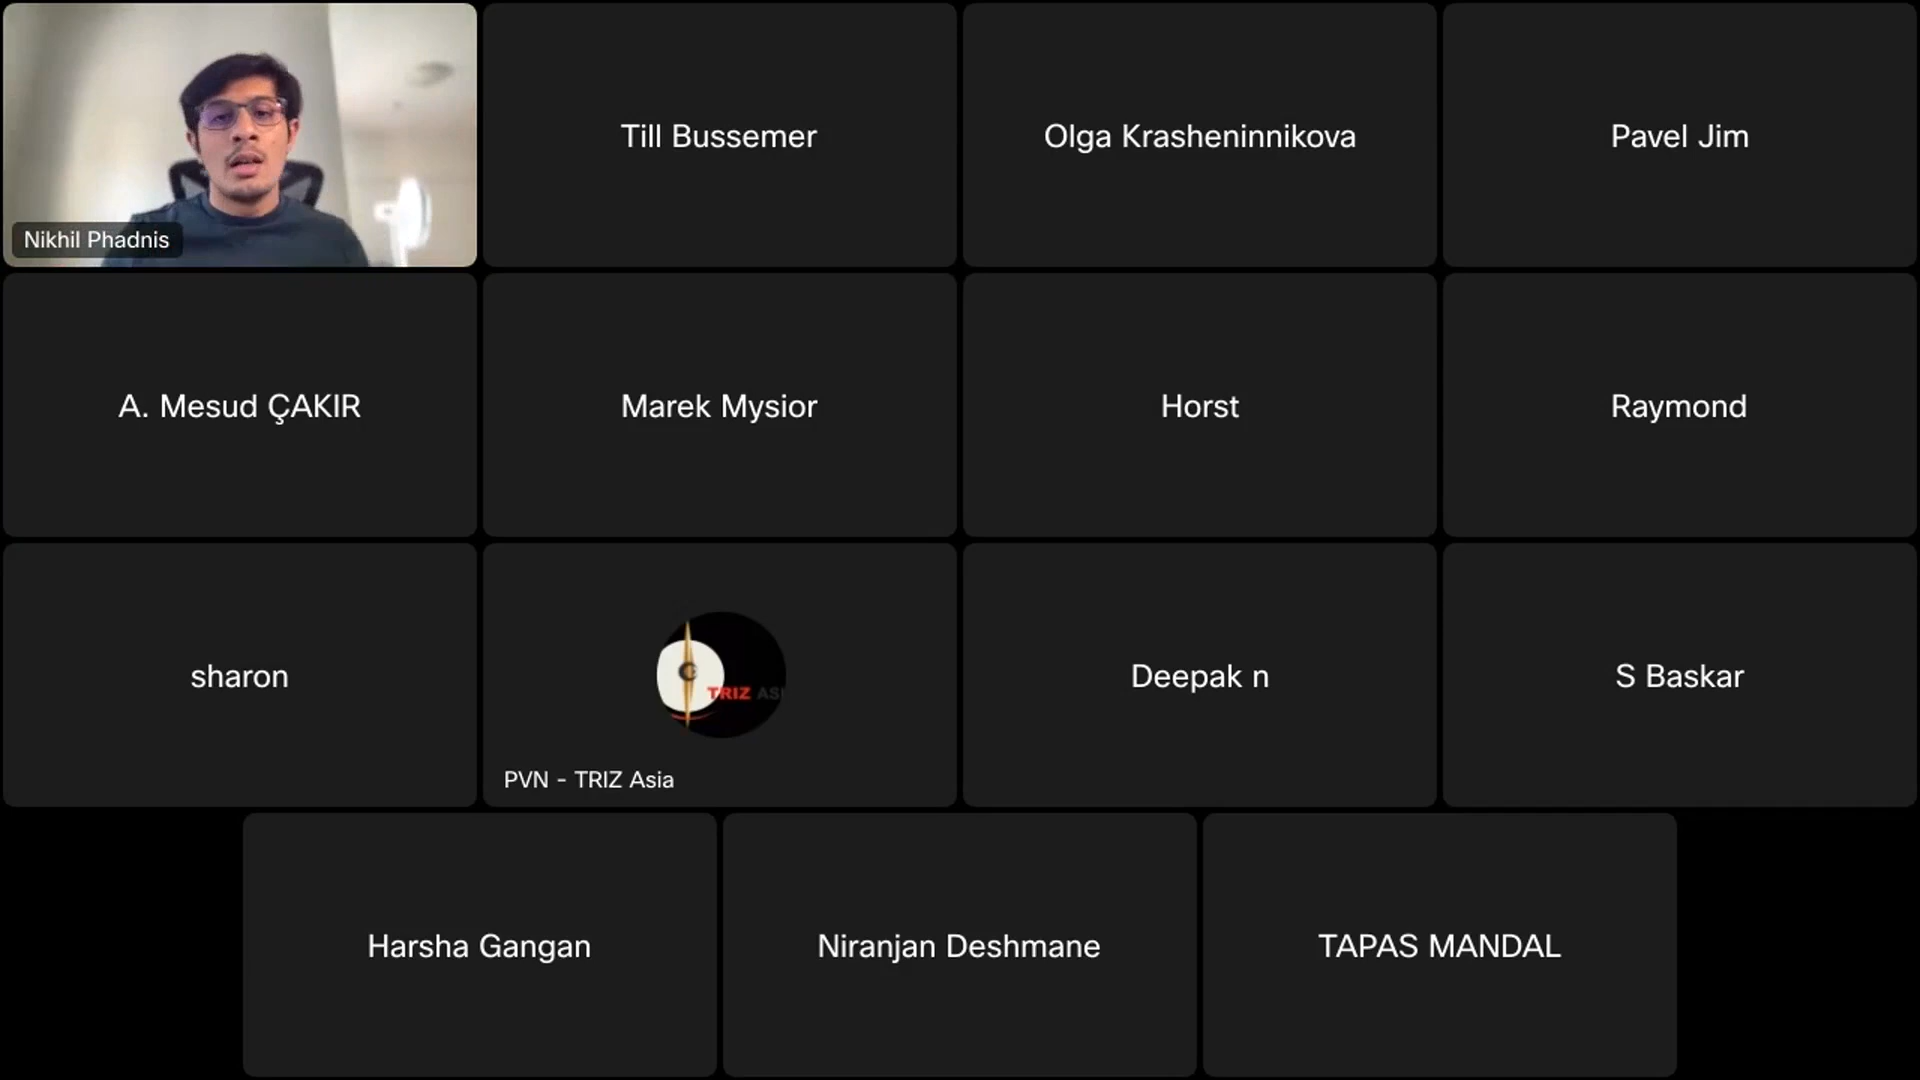 Nikhil Phadnis
Till Bussemer
Olga Krasheninnikova
Pavel Jim
A. Mesud ÇAKIR
Marek Mysior
Horst
Raymond
sharon
TRIZ ASI
PVN - TRIZ Asia
Deepak n
S Baskar
Harsha Gangan
Niranjan Deshmane
TAPAS MANDAL